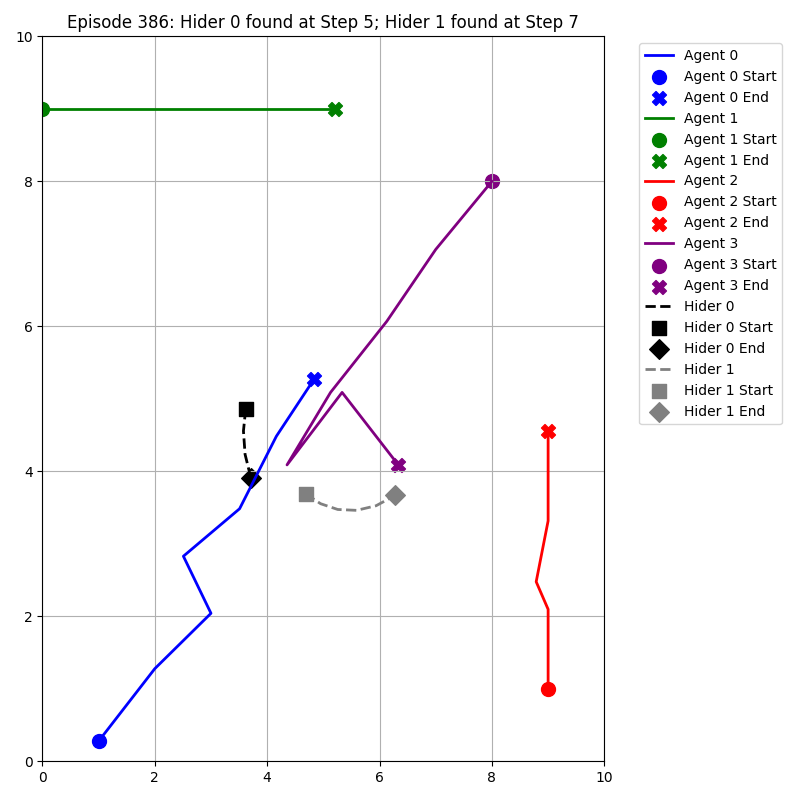 Episode 386: Hider 0 found at Step 5; Hider 1 found at Step 7
10
8
6
4
2
0
0 2 4 6 8 10
Agent 0
Agent 0 Start
Agent 0 End
Agent 1
Agent 1 Start
Agent 1 End
Agent 2
Agent 2 Start
Agent 2 End
Agent 3
Agent 3 Start
Agent 3 End
Hider 0
Hider 0 Start
Hider 0 End
Hider 1
Hider 1 Start
Hider 1 End